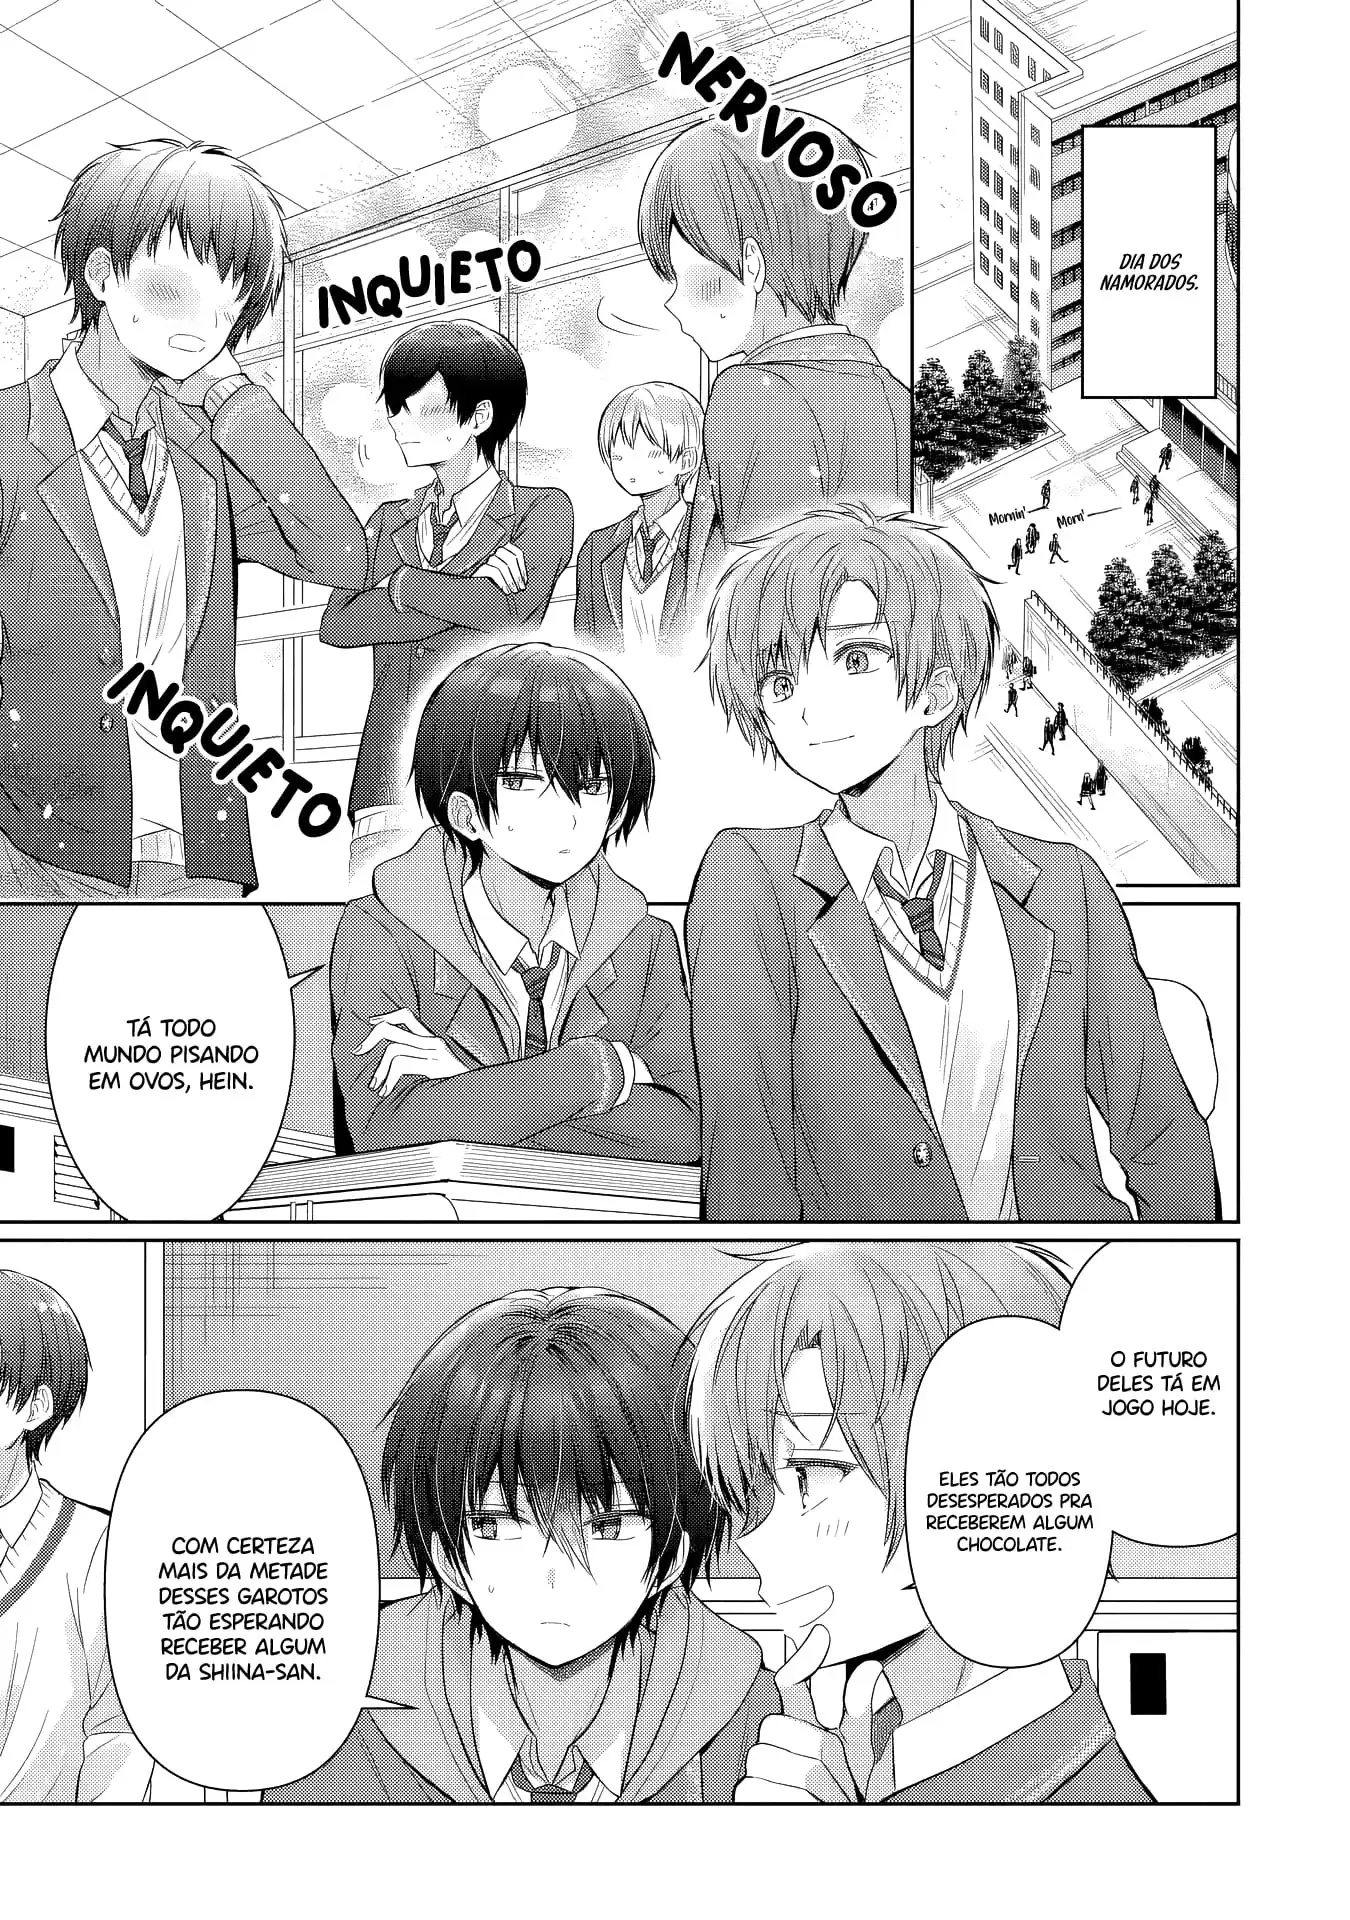 DIA DOS
NAMORADOS.
Mornin'
Morn'
NERVOSO
INQUIETO
INQUIETO
TÁ TODO
MUNDO PISANDO
EM OVOS, HEIN.
O FUTURO
DELES TÁ EM
JOGO HOJE.
ELES TÃO TODOS
DESESPERADOS PRA
RECEBEREM ALGUM
CHOCOLATE.
COM CERTEZA
MAIS DA METADE
DESSES GAROTOS
TÃO ESPERANDO
RECEBER ALGUM
DA SHIINA-SAN.